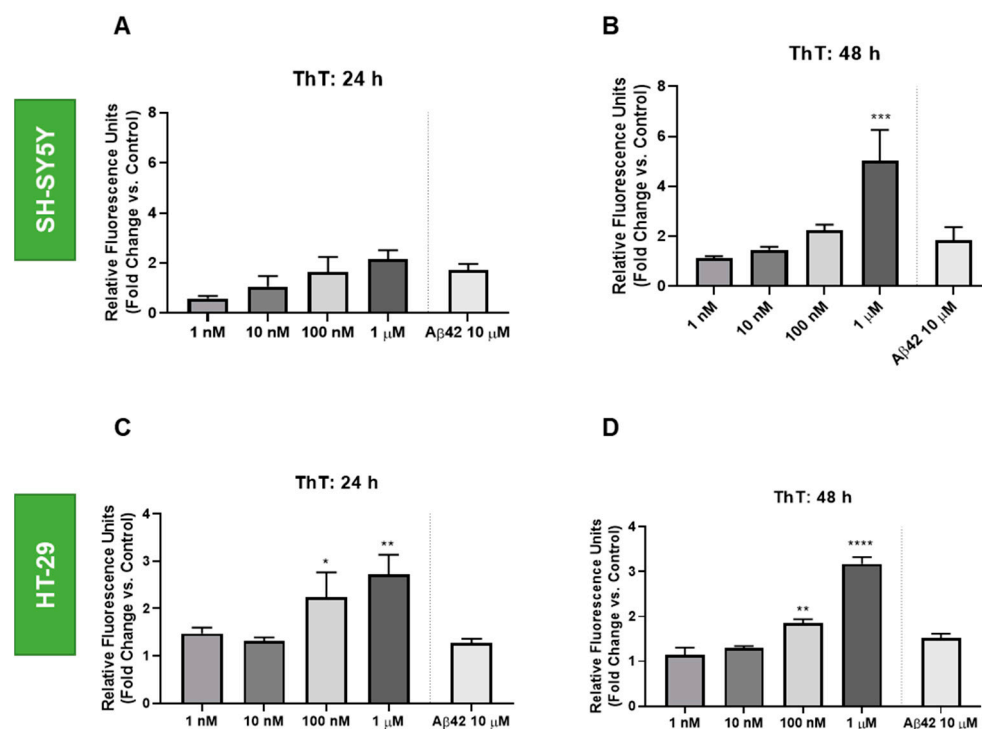 A
ThT: 24 h
SH-SY5Y
Relative Fluorescence Units
(Fold Change vs. Control)
8
6
4
2
0
1 nM 10 nM 100 nM 1 μM Aβ42 10 μM
B
ThT: 48 h
Relative Fluorescence Units
(Fold Change vs. Control)
8
6
4
2
0
***
1 nM 10 nM 100 nM 1 μM Aβ42 10 μM
C
ThT: 24 h
HT-29
Relative Fluorescence Units
(Fold Change vs. Control)
4
3
2
1
0
* **
1 nM 10 nM 100 nM 1 μM Aβ42 10 μM
D
ThT: 48 h
Relative Fluorescence Units
(Fold Change vs. Control)
4
3
2
1
0
** ****
1 nM 10 nM 100 nM 1 μM Aβ42 10 μM